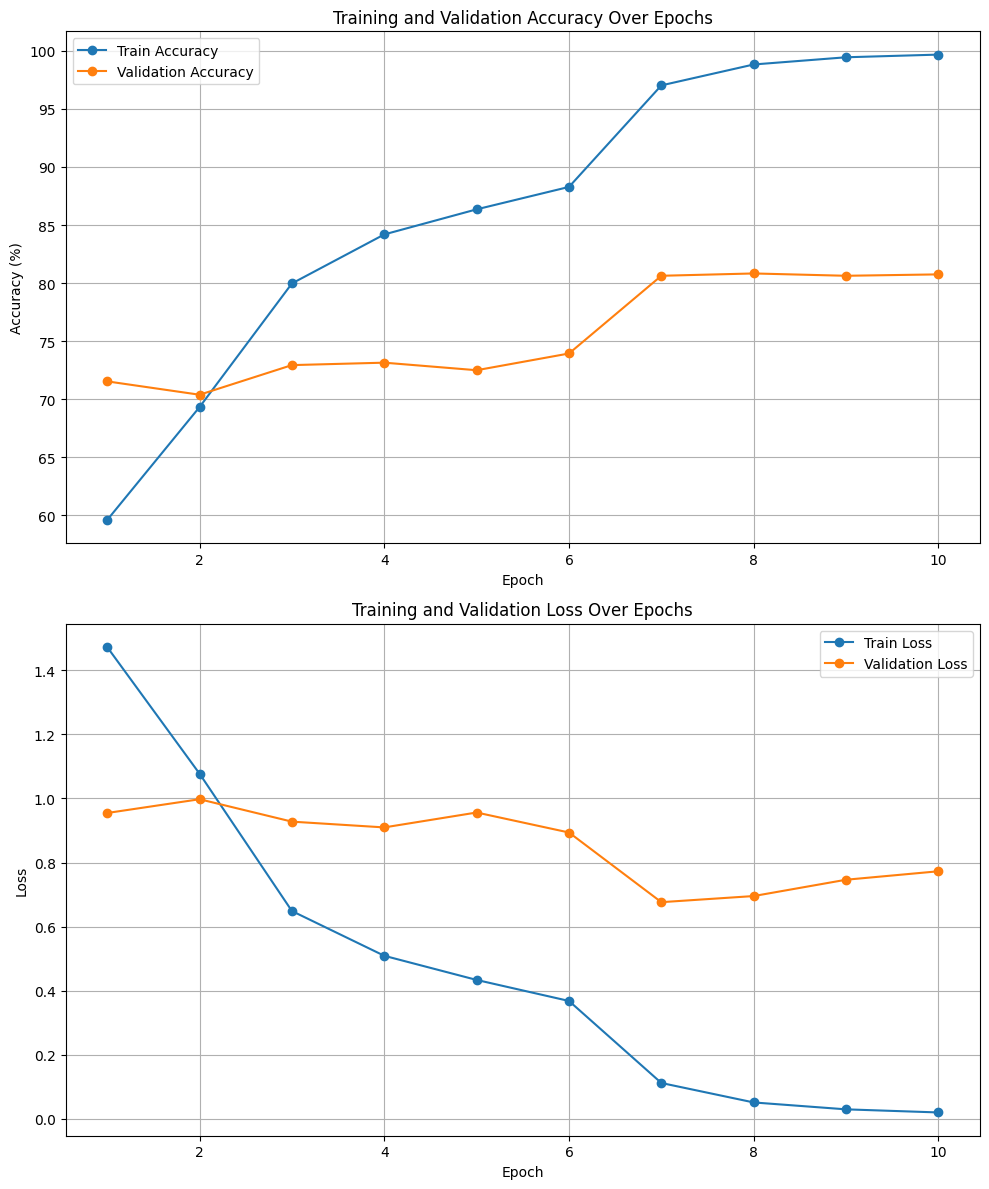 Training and Validation Accuracy Over Epochs
Train Accuracy
Validation Accuracy
100
95
90
85
80
75
70
65
60
Accuracy (%)
2 4 6 8 10
Epoch
Training and Validation Loss Over Epochs
Train Loss
Validation Loss
1.4
1.2
1.0
0.8
0.6
0.4
0.2
0.0
Loss
2 4 6 8 10
Epoch